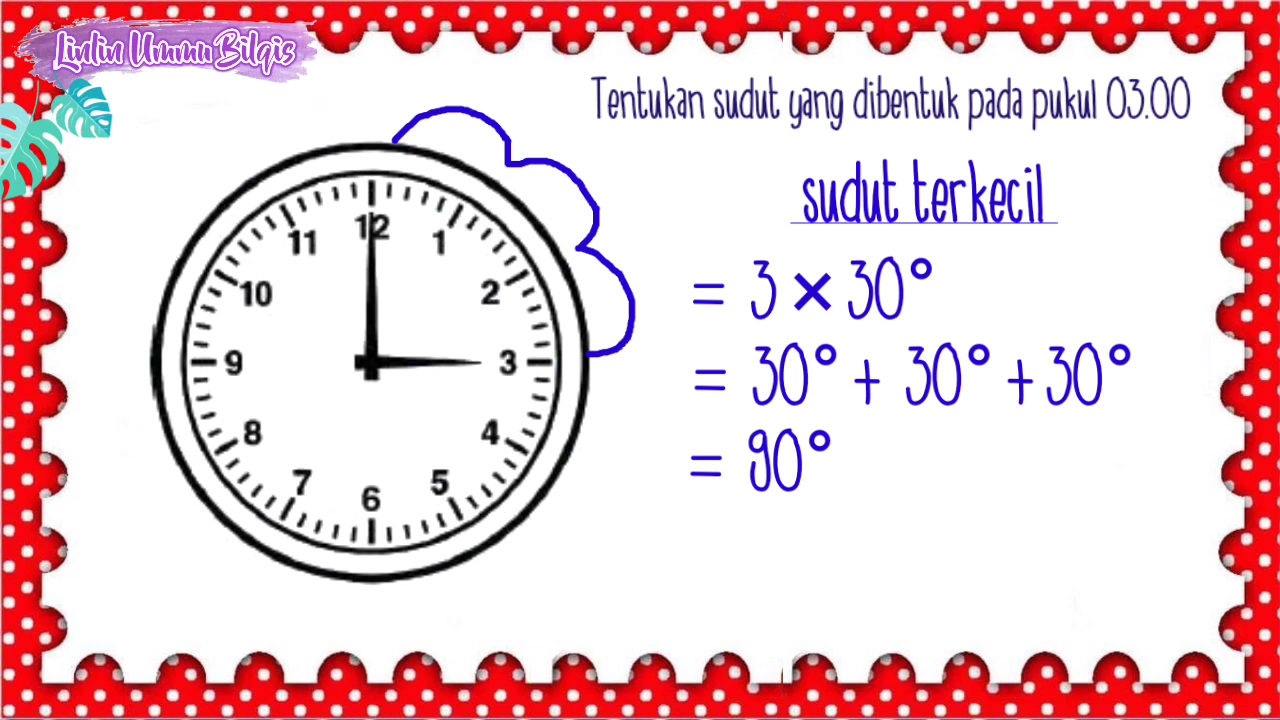 Linlin Ummu Bilqis
Tentukan sudut yang dibentuk pada pukul 03.00
sudut terkecil
= 3 × 30°
= 30° + 30° + 30°
= 90°
12
11
1
10
2
9
3
8
4
7
5
6